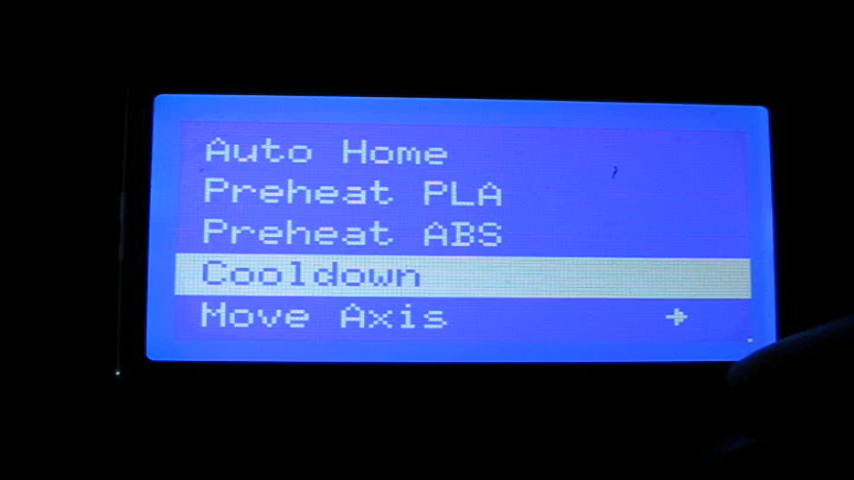 Auto Home
Preheat PLA
Preheat ABS
Cooldown
Move Axis →